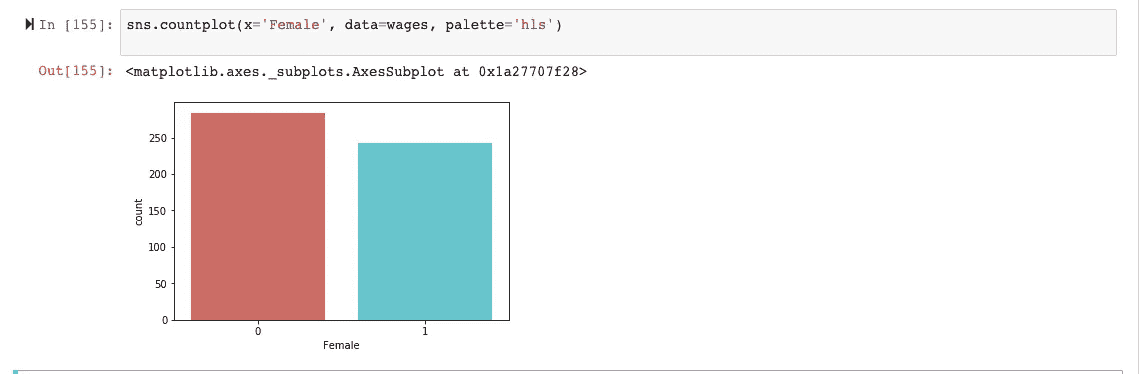 In [155]: sns.countplot(x='Female', data=wages, palette='hls')
Out[155]: <matplotlib.axes._subplots.AxesSubplot at 0x1a27707f28>
250
200
150
100
50
0
count
0 1
Female